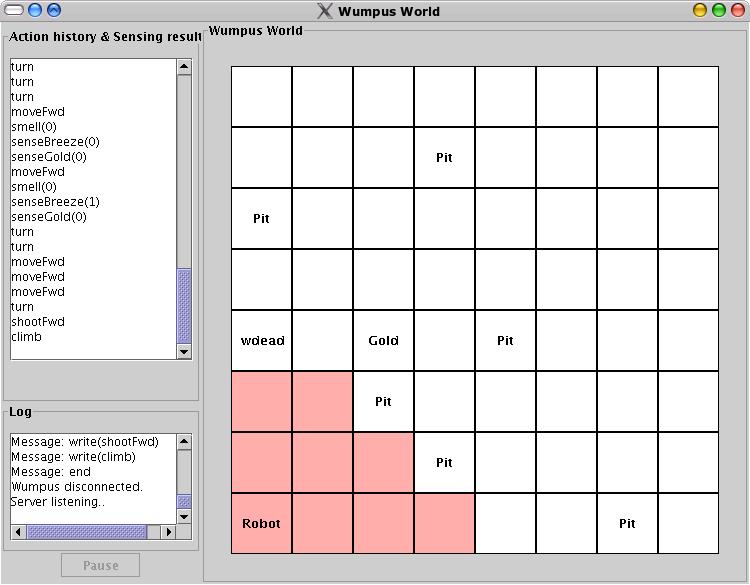 Wumpus World
Action history & Sensing result
turn
turn
turn
moveFwd
smell(0)
senseBreeze(0)
senseGold(0)
moveFwd
smell(0)
senseBreeze(1)
senseGold(0)
turn
turn
moveFwd
moveFwd
moveFwd
turn
shootFwd
climb
Log
Message: write(shootFwd)
Message: write(climb)
Message: end
Wumpus disconnected.
Server listening..
Pause
Wumpus World
Pit
Pit
wdead Gold Pit
Pit
Pit
Robot Pit